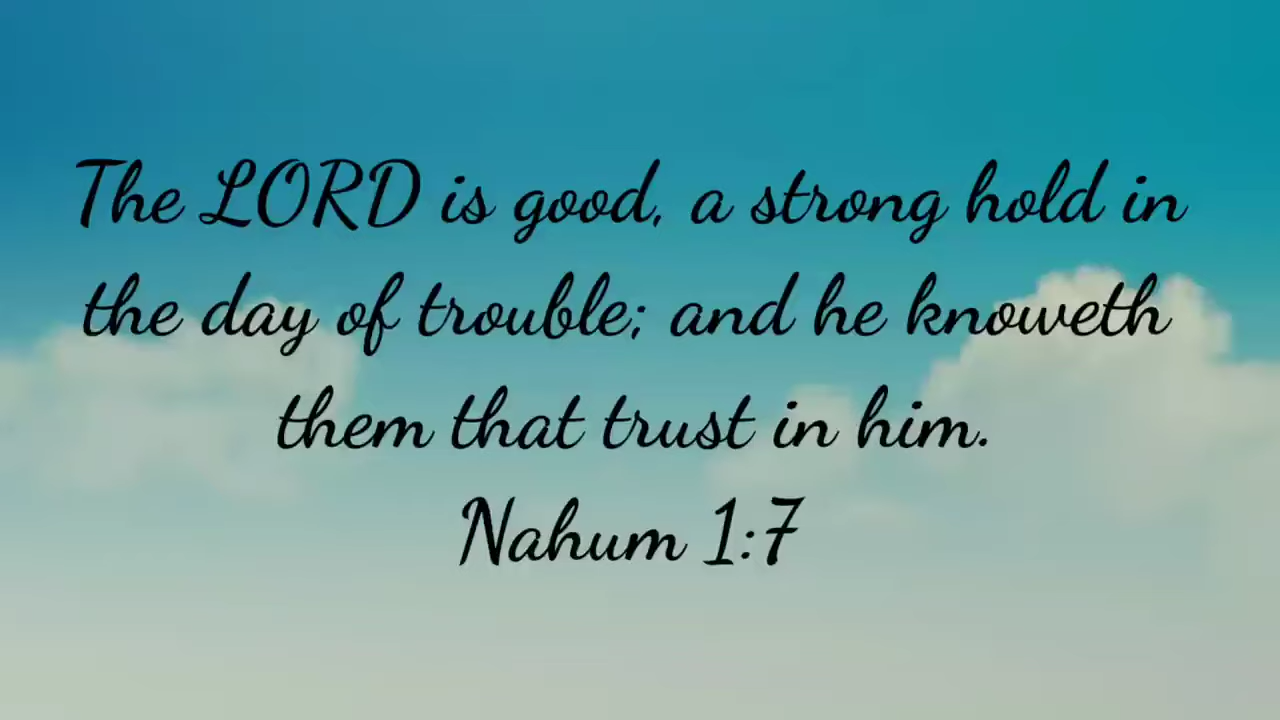 The LORD is good, a strong hold in
the day of trouble; and he knoweth
them that trust in him.
Nahum 1:7